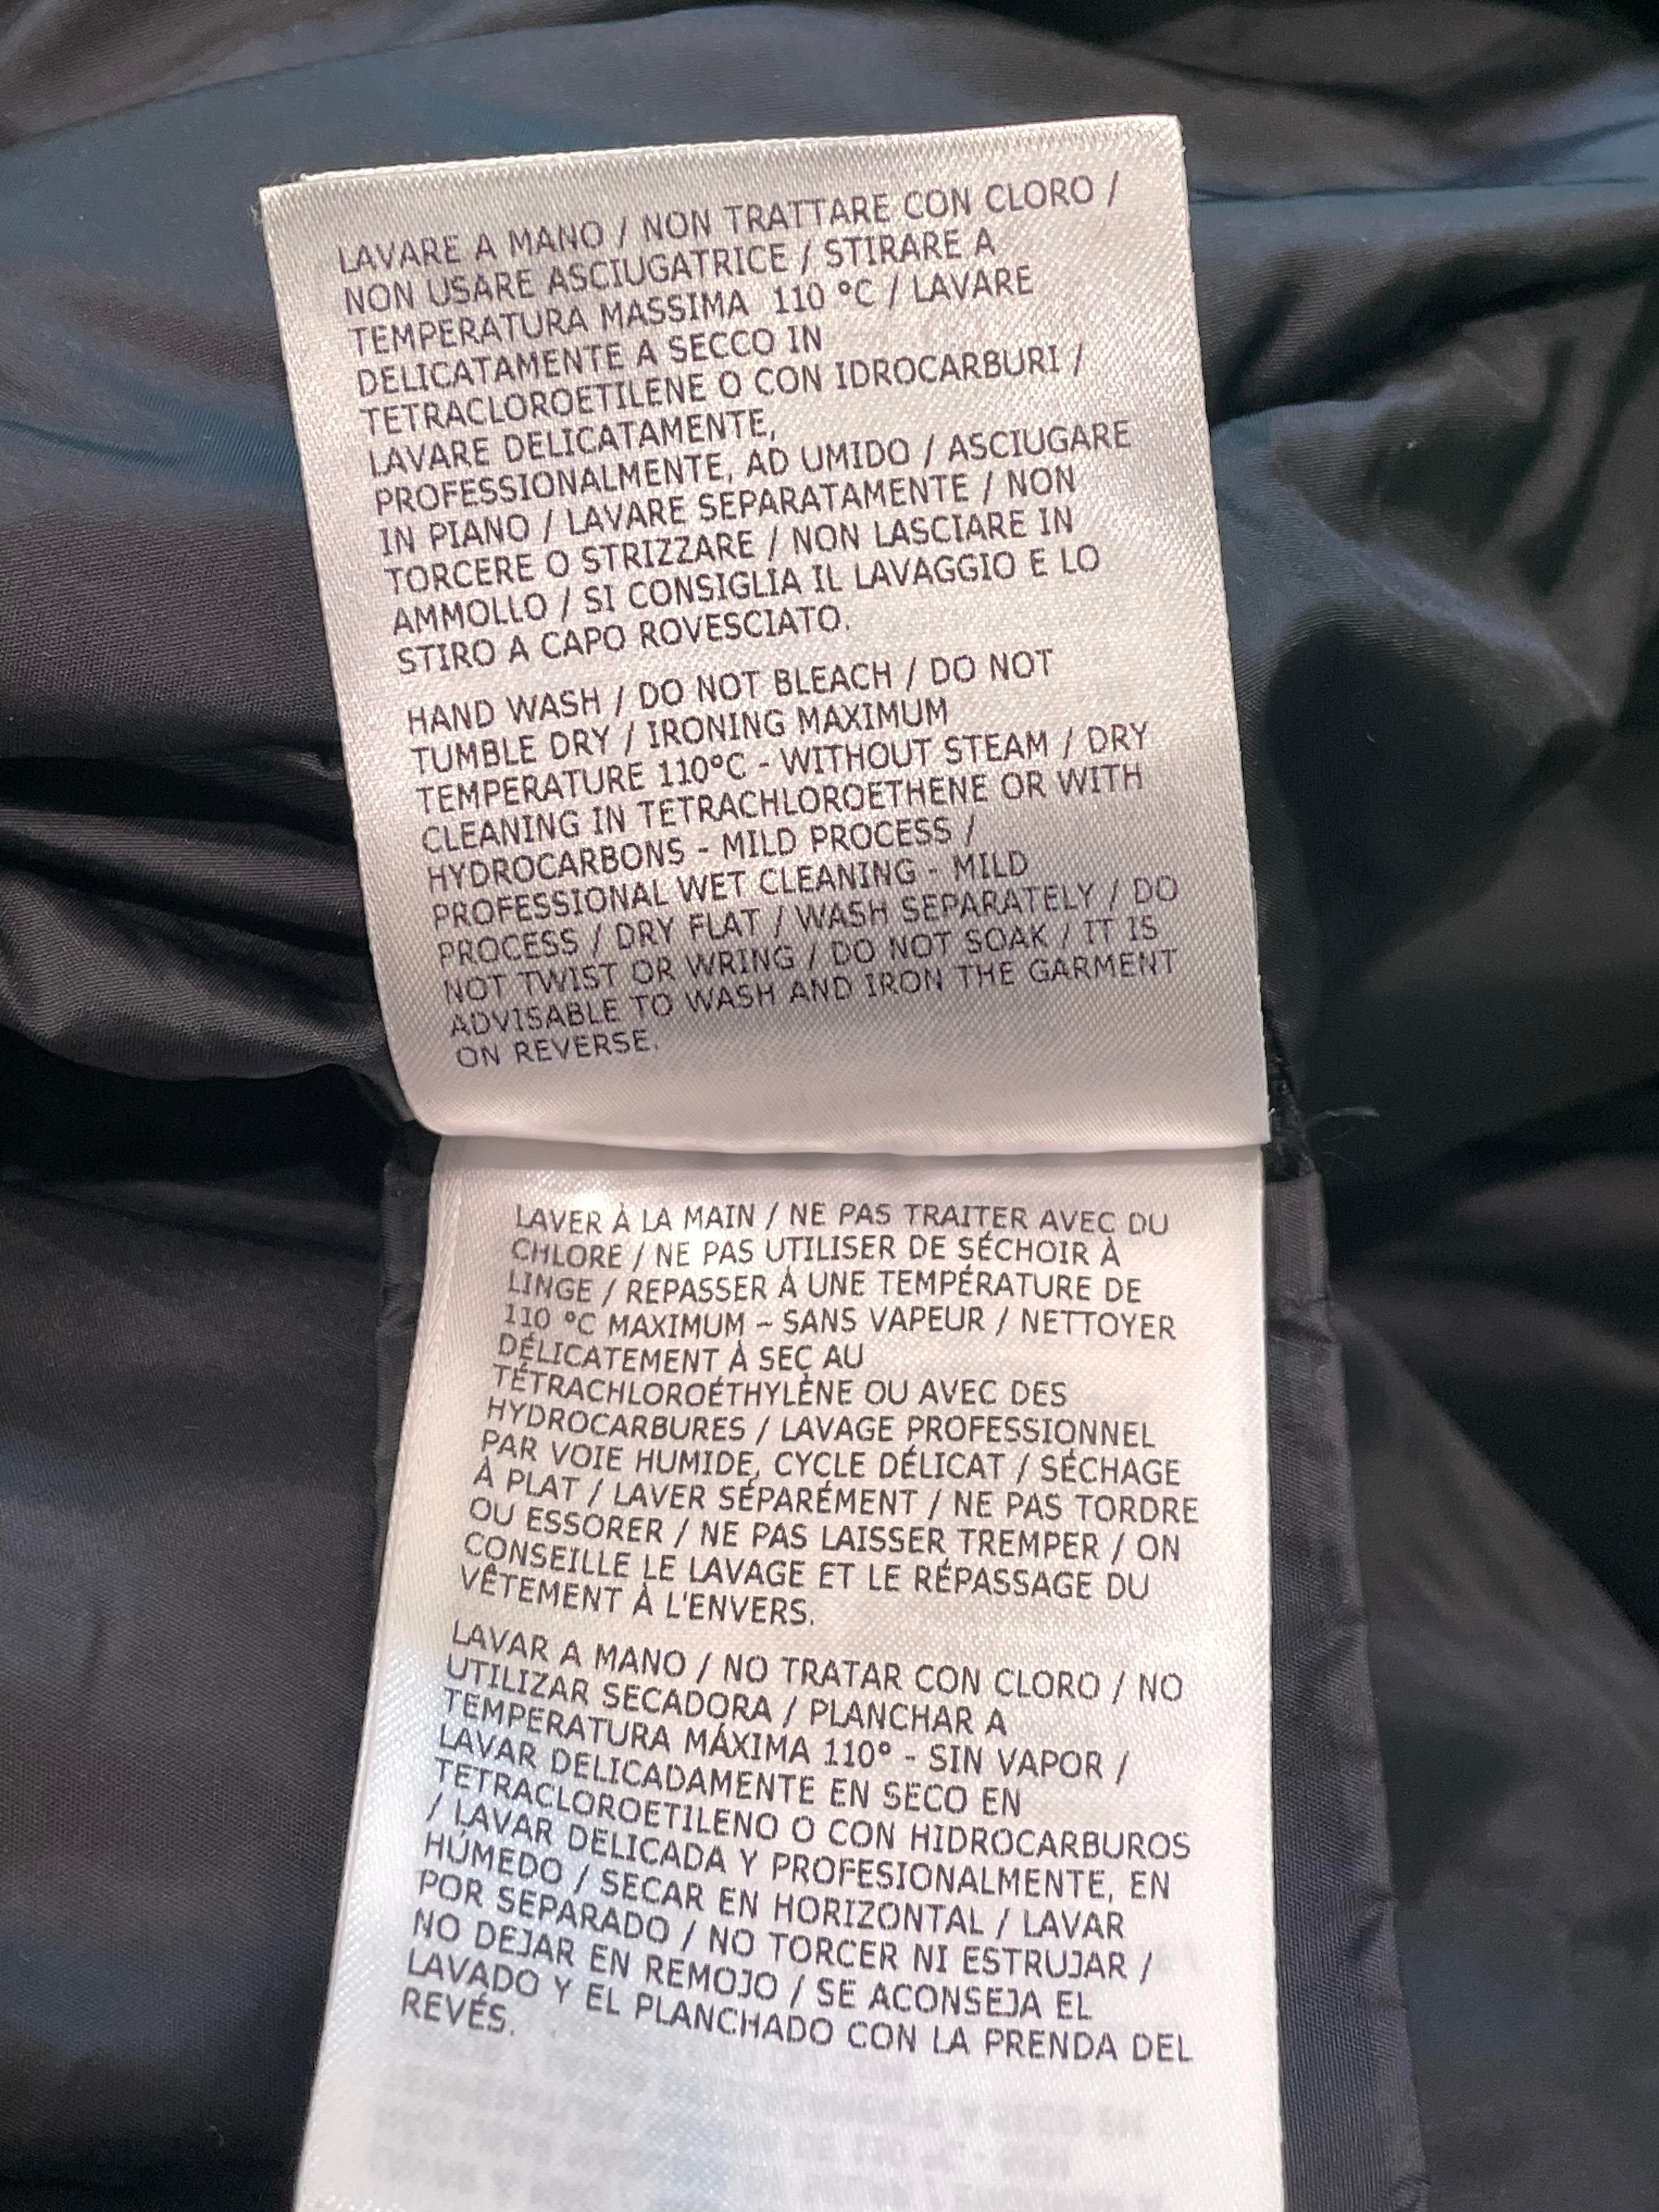 LAVARE A MANO / NON TRATTARE CON CLORO /
NON USARE ASCIUGATRICE / STIRARE A
TEMPERATURA MASSIMA 110 °C / LAVARE
DELICATAMENTE A SECCO IN
TETRACLOROETILENE O CON IDROCARBURI /
LAVARE DELICATAMENTE,
PROFESSIONALMENTE, AD UMIDO / ASCIUGARE
IN PIANO / LAVARE SEPARATAMENTE / NON
TORCERE O STRIZZARE / NON LASCIARE IN
AMMOLLO / SI CONSIGLIA IL LAVAGGIO E LO
STIRO A CAPO ROVESCIATO.
HAND WASH / DO NOT BLEACH / DO NOT
TUMBLE DRY / IRONING MAXIMUM
TEMPERATURE 110°C - WITHOUT STEAM / DRY
CLEANING IN TETRACHLOROETHENE OR WITH
HYDROCARBONS - MILD PROCESS /
PROFESSIONAL WET CLEANING - MILD
PROCESS / DRY FLAT / WASH SEPARATELY / DO
NOT TWIST OR WRING / DO NOT SOAK / IT IS
ADVISABLE TO WASH AND IRON THE GARMENT
ON REVERSE.
LAVER À LA MAIN / NE PAS TRAITER AVEC DU
CHLORE / NE PAS UTILISER DE SÉCHOIR À
LINGE / REPASSER À UNE TEMPÉRATURE DE
110 °C MAXIMUM – SANS VAPEUR / NETTOYER
DÉLICATEMENT À SEC AU
TÉTRACHLOROÉTHYLÈNE OU AVEC DES
HYDROCARBURES / LAVAGE PROFESSIONNEL
PAR VOIE HUMIDE, CYCLE DÉLICAT / SÉCHAGE
À PLAT / LAVER SÉPARÉMENT / NE PAS TORDRE
OU ESSORER / NE PAS LAISSER TREMPER / ON
CONSEILLE LE LAVAGE ET LE RÉPASSAGE DU
VÊTEMENT À L'ENVERS.
LAVAR A MANO / NO TRATAR CON CLORO / NO
UTILIZAR SECADORA / PLANCHAR A
TEMPERATURA MÁXIMA 110° - SIN VAPOR /
LAVAR DELICADAMENTE EN SECO EN
TETRACLOROETILENO O CON HIDROCARBUROS
/ LAVAR DELICADA Y PROFESIONALMENTE, EN
HÚMEDO / SECAR EN HORIZONTAL / LAVAR
POR SEPARADO / NO TORCER NI ESTRUJAR /
NO DEJAR EN REMOJO / SE ACONSEJA EL
LAVADO Y EL PLANCHADO CON LA PRENDA DEL
REVÉS.